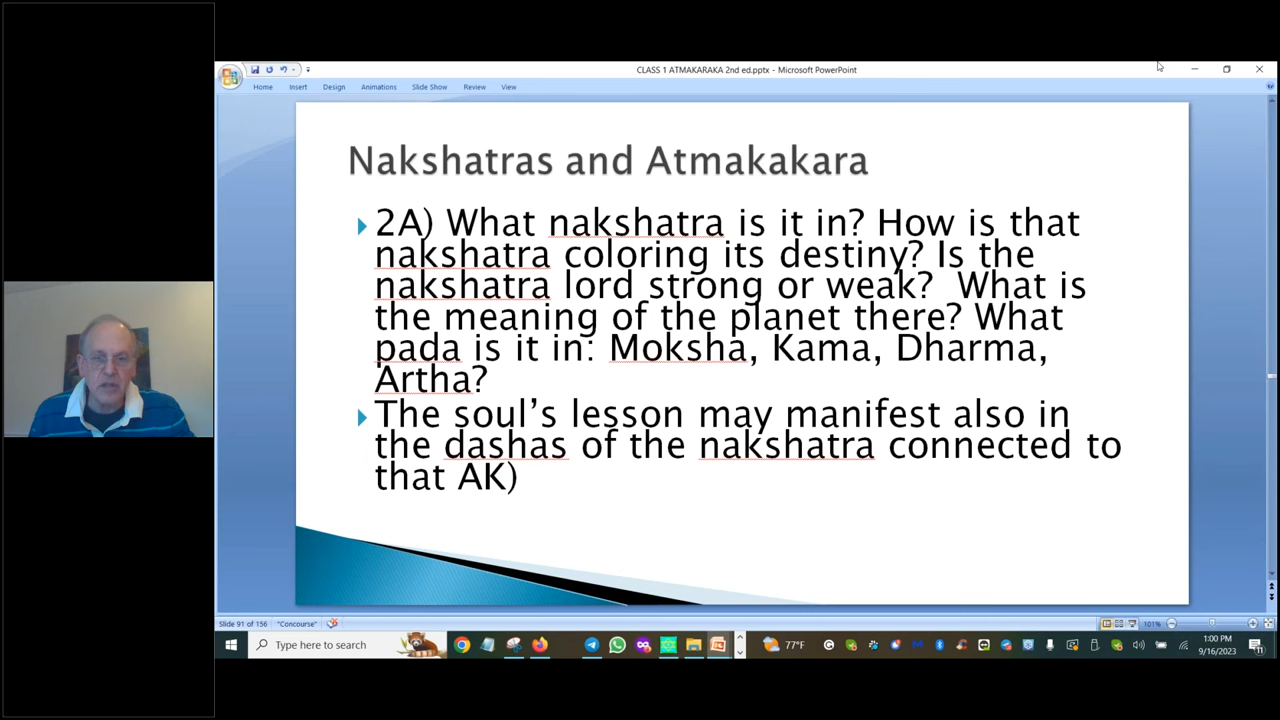 CLASS 1 ATMAKARAKA 2nd ed.pptx - Microsoft PowerPoint
Home Insert Design Animations Slide Show Review View
Nakshatras and Atmakakara
2A) What nakshatra is it in? How is that
nakshatra coloring its destiny? Is the
nakshatra lord strong or weak?  What is
the meaning of the planet there? What
pada is it in: Moksha, Kama, Dharma,
Artha?
The soul's lesson may manifest also in
the dashas of the nakshatra connected to
that AK)
Slide 91 of 156 "Concourse" 101%
Type here to search 77°F 1:00 PM
9/16/2023